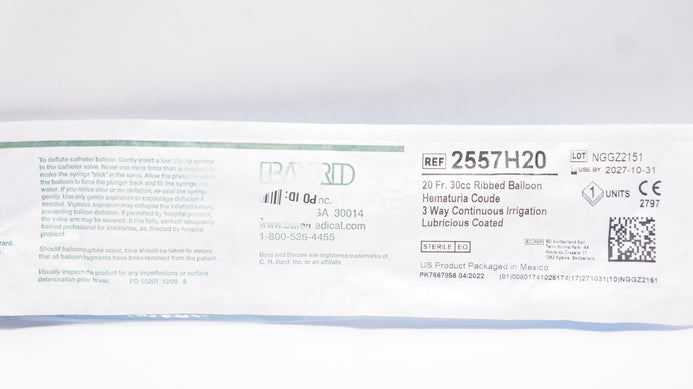 To deflate catheter balloon: Gently insert a luer slip tip syringe
in the catheter valve. Never use more force than is required to
make the syringe "stick" in the valve. Allow the pressure
the balloon to force the plunger back and fill the syringe
water. If you notice slow or no deflation, re-seat the syringe
gently. Use only gentle aspiration to encourage deflation if
needed. Vigorous aspiration may collapse the inflation lumen,
preventing balloon deflation. If permitted by hospital protocol,
the valve arm may be severed. If this fails, contact adequately
trained professional for assistance, as directed by hospital
protocol.
Should balloon rupture occur, care should be taken to assure
that all balloon fragments have been removed from the patient.
Visually inspect the product for any imperfections or surface
deterioration prior to use.
zard.
PO ID:
nc.
GA 30014
1-800-526-4455
Bard and Bardex are registered trademarks of
C. R. Bard, Inc. or an affiliate.
REF 2557H20
20 Fr. 30cc Ribbed Balloon
Hematuria Coude
3 Way Continuous Irrigation
Lubricious Coated
STERILE EO
US Product Packaged in Mexico
PK7667856 04/2022
LOT NGGZ2151
USE BY 2027-10-31
1 UNITS CE
2797
EC REP
(01)00801741025174(17)271031(10)NGGZ2151